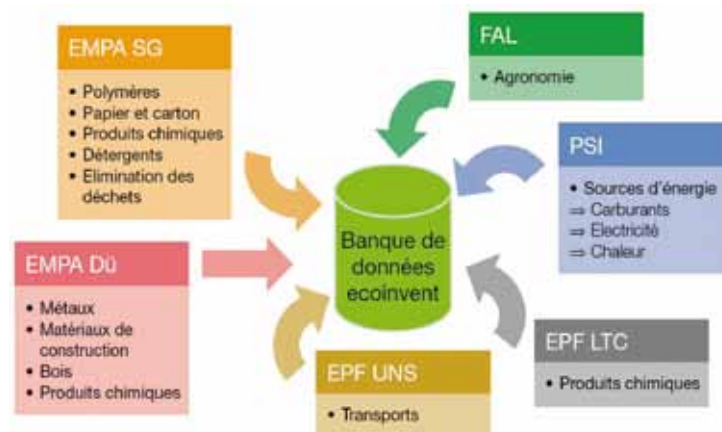 EMPA SG
• Polymères
• Papier et carton
• Produits chimiques
• Détergents
• Elimination des
déchets
FAL
• Agronomie
PSI
• Sources d'énergie
⇒ Carburants
⇒ Electricité
⇒ Chaleur
Banque de
données
ecoinvent
EMPA Dü
• Métaux
• Matériaux de
construction
• Bois
• Produits chimiques
EPF UNS
• Transports
EPF LTC
• Produits chimiques